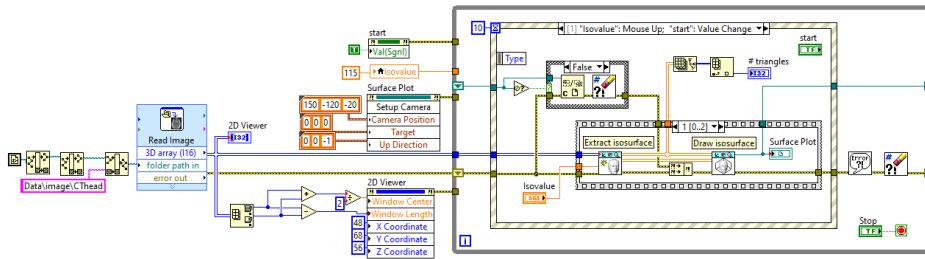 start
T
Val(Sgnl)
115
Isovalue
Surface Plot
Setup Camera
150 -120 -20
Camera Position
0 0 0
Target
0 0 -1
Up Direction
Read Image
3D array (I16)
folder path in
error out
Data\image\CThead
2D Viewer
I32
2D Viewer
Window Center
2
Window Length
48
X Coordinate
68
Y Coordinate
56
Z Coordinate
10
[1] "Isovalue": Mouse Up; "start": Value Change
Type
False
start
TF
# triangles
I32
1 [0..2]
Extract isosurface
Draw isosurface
Surface Plot
Isovalue
SGL
i
Error
?!
Stop
TF